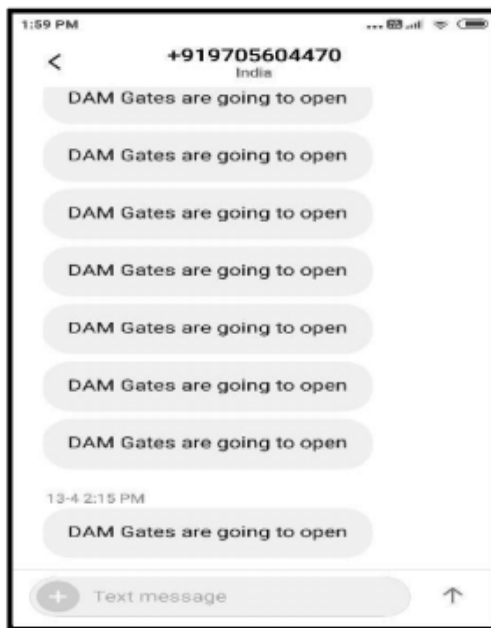 1:59 PM
+919705604470
India
DAM Gates are going to open
DAM Gates are going to open
DAM Gates are going to open
DAM Gates are going to open
DAM Gates are going to open
DAM Gates are going to open
DAM Gates are going to open
13-4 2:15 PM
DAM Gates are going to open
Text message